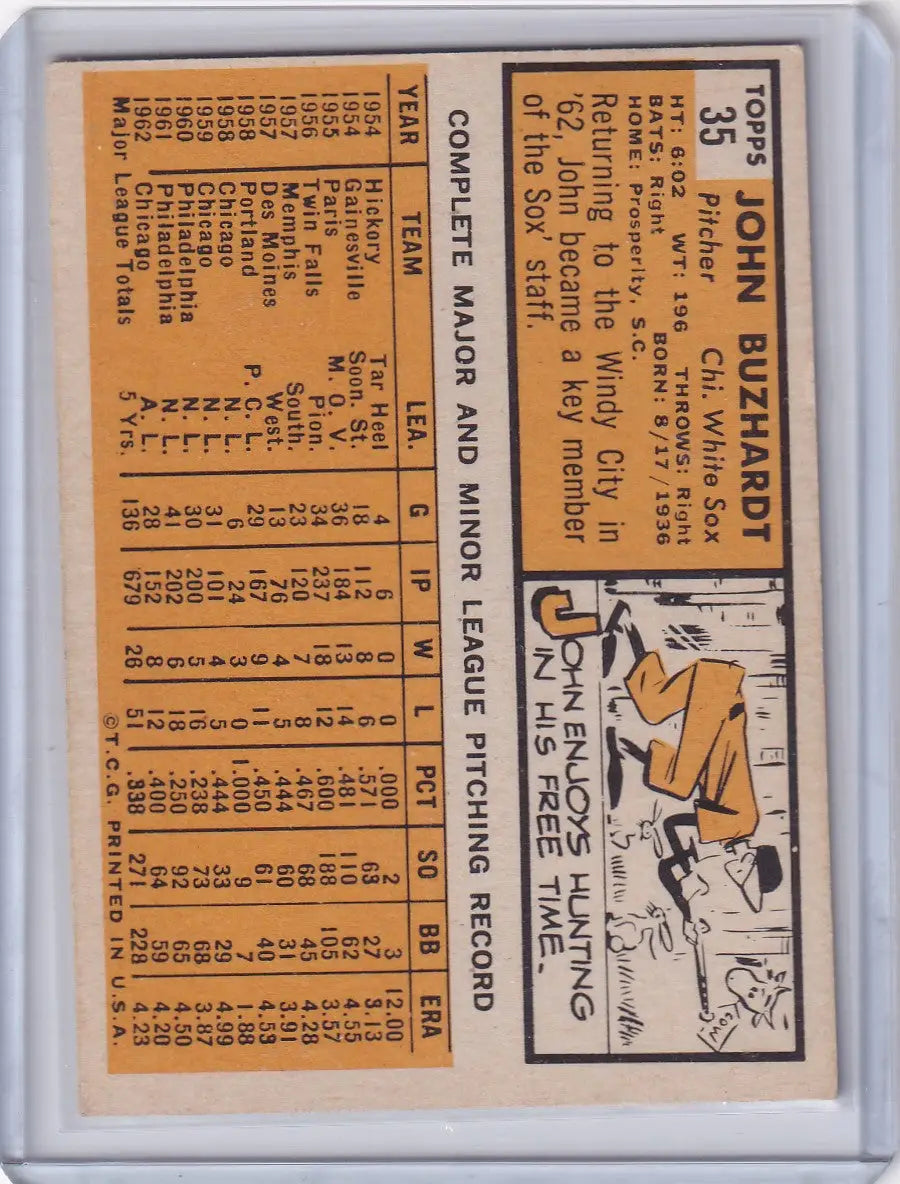 TOPPS: JOHN BUZHARDT
35 Pitcher Chi. White Sox
HT: 6:02 WT: 196 THROWS: Right
BATS: Right BORN: 8/17/1936
HOME: Prosperity, S.C.
Returning to the Windy City in
'62, John became a key member
of the Sox' staff.
COW
JOHN ENJOYS HUNTING
IN HIS FREE TIME.
COMPLETE MAJOR AND MINOR LEAGUE PITCHING RECORD
YEAR TEAM LEA. G IP W L PCT SO BB ERA
1954 Hickory Tar Heel 4 6 0 0 .000 2 3 12.00
1954 Gainesville Soon. St. 18 112 8 6 .571 63 27 3.13
1955 Paris M. O. V. 36 184 13 14 .481 110 62 4.55
1956 Twin Falls Pion. 34 237 18 12 .600 188 105 3.57
1957 Memphis South. 23 120 7 8 .467 68 45 4.28
1957 Des Moines West. 13 76 4 5 .444 60 31 3.91
1958 Portland P. C. L. 29 167 9 11 .450 61 40 4.53
1958 Chicago N. L. 6 24 3 0 1.000 9 7 1.88
1959 Chicago N. L. 31 101 4 5 .444 33 29 4.99
1960 Philadelphia N. L. 30 200 5 16 .238 73 68 3.87
1961 Philadelphia N. L. 41 202 6 18 .250 92 65 4.50
1962 Chicago A. L. 28 152 8 12 .400 64 59 4.20
Major League Totals 5 Yrs. 136 679 26 51 .338 271 228 4.23
©T.C.G. PRINTED IN U.S.A.